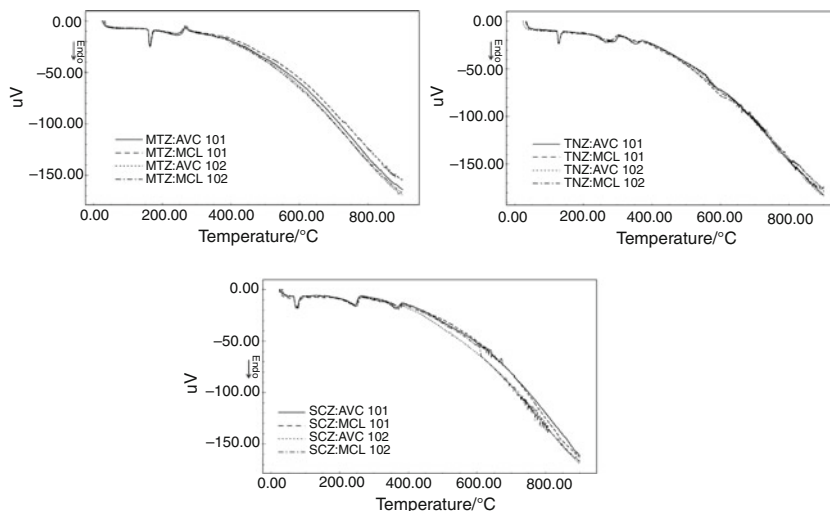 0.00
Endo
−50.00
uV
−100.00
−150.00
MTZ:AVC 101
MTZ:MCL 101
MTZ:AVC 102
MTZ:MCL 102
0.00 200.00 400.00 600.00 800.00
Temperature/°C
0.00
Endo
−50.00
uV
−100.00
−150.00
TNZ:AVC 101
TNZ:MCL 101
TNZ:AVC 102
TNZ:MCL 102
0.00 200.00 400.00 600.00 800.00
Temperature/°C
0.00
−50.00
Endo
uV
−100.00
−150.00
SCZ:AVC 101
SCZ:MCL 101
SCZ:AVC 102
SCZ:MCL 102
0.00 200.00 400.00 600.00 800.00
Temperature/°C